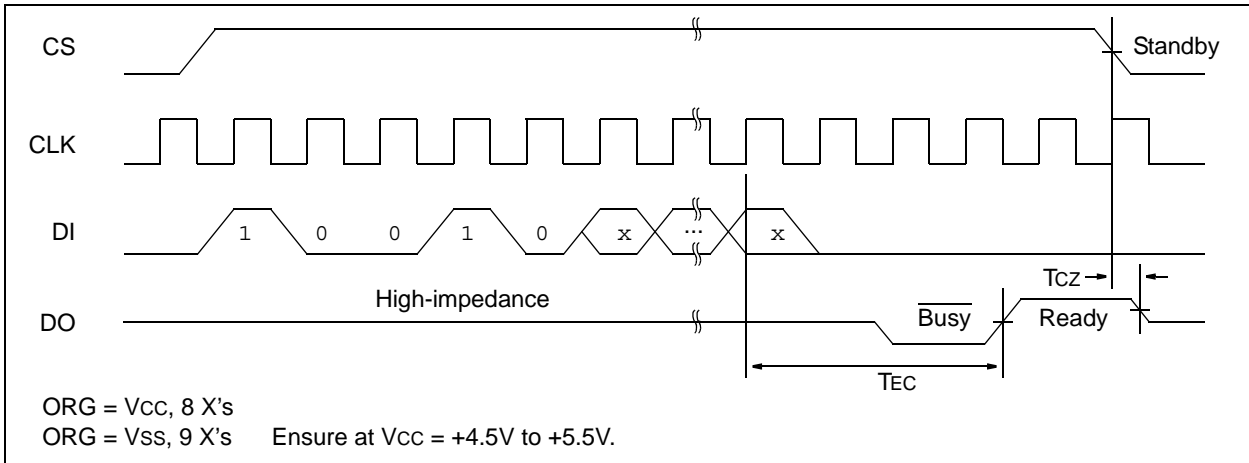 CS
Standby
CLK
DI
1 0 0 1 0 x ... x
TCZ
High-impedance
DO
Busy
Ready
TEC
ORG = VCC, 8 X's
ORG = VSS, 9 X's Ensure at VCC = +4.5V to +5.5V.